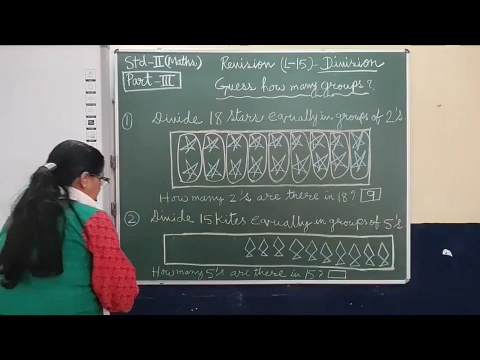 Std-II (Maths) Revision (L-15)-Division
Part-III
Guess how many groups?
① Divide 18 stars equally in groups of 2's
How many 2's are there in 18? 9
② Divide 15 kites equally in groups of 5's.
How many 5's are there in 15?